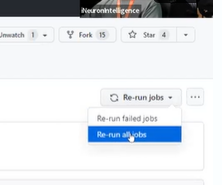 iNeuronIntelligence
Unwatch 1 Fork 15 Star 4
Re-run jobs ...
Re-run failed jobs
Re-run all jobs